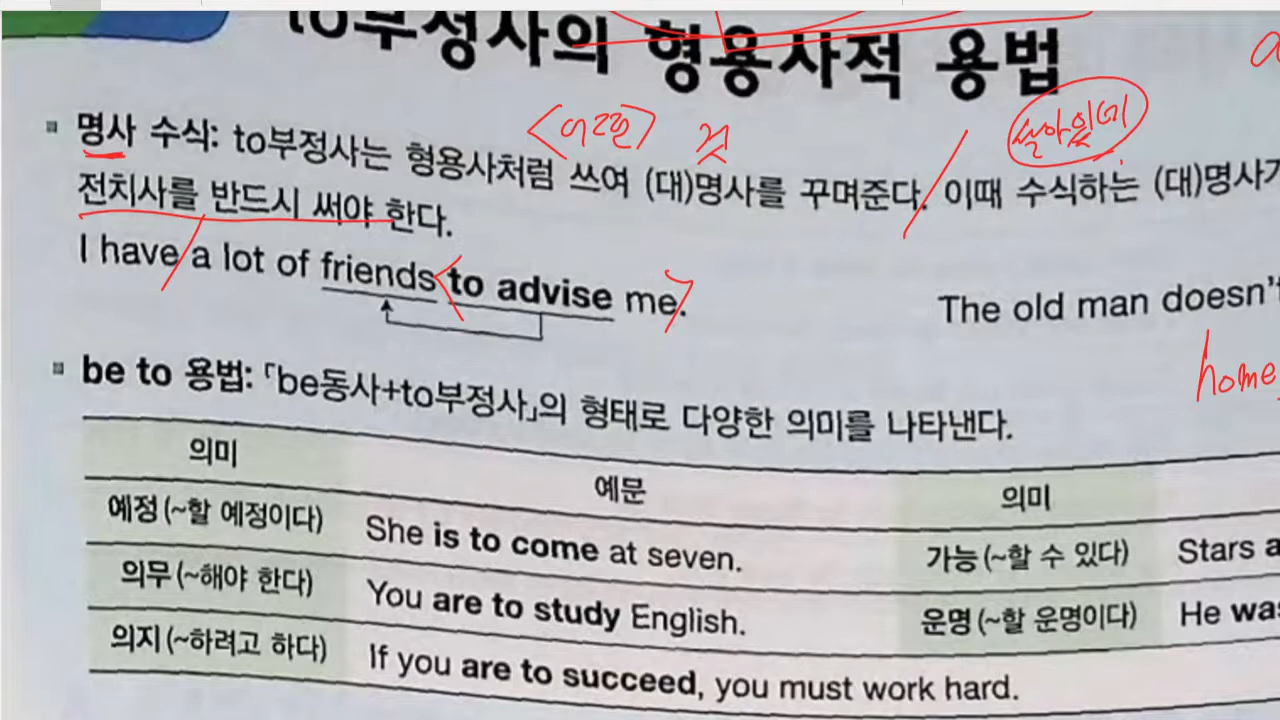 to부정사의 형용사적 용법
명사 수식: to부정사는 형용사처럼 쓰여 (대)명사를 꾸며준다. 이때 수식하는 (대)명사가
전치사를 반드시 써야 한다.
I have a lot of friends to advise me.
The old man doesn't
home
be to 용법: 「be동사+to부정사」의 형태로 다양한 의미를 나타낸다.
의미 예문 의미
예정 (~할 예정이다) She is to come at seven. 가능 (~할 수 있다) Stars a
의무 (~해야 한다) You are to study English. 운명 (~할 운명이다) He was
의지 (~하려고 하다) If you are to succeed, you must work hard.